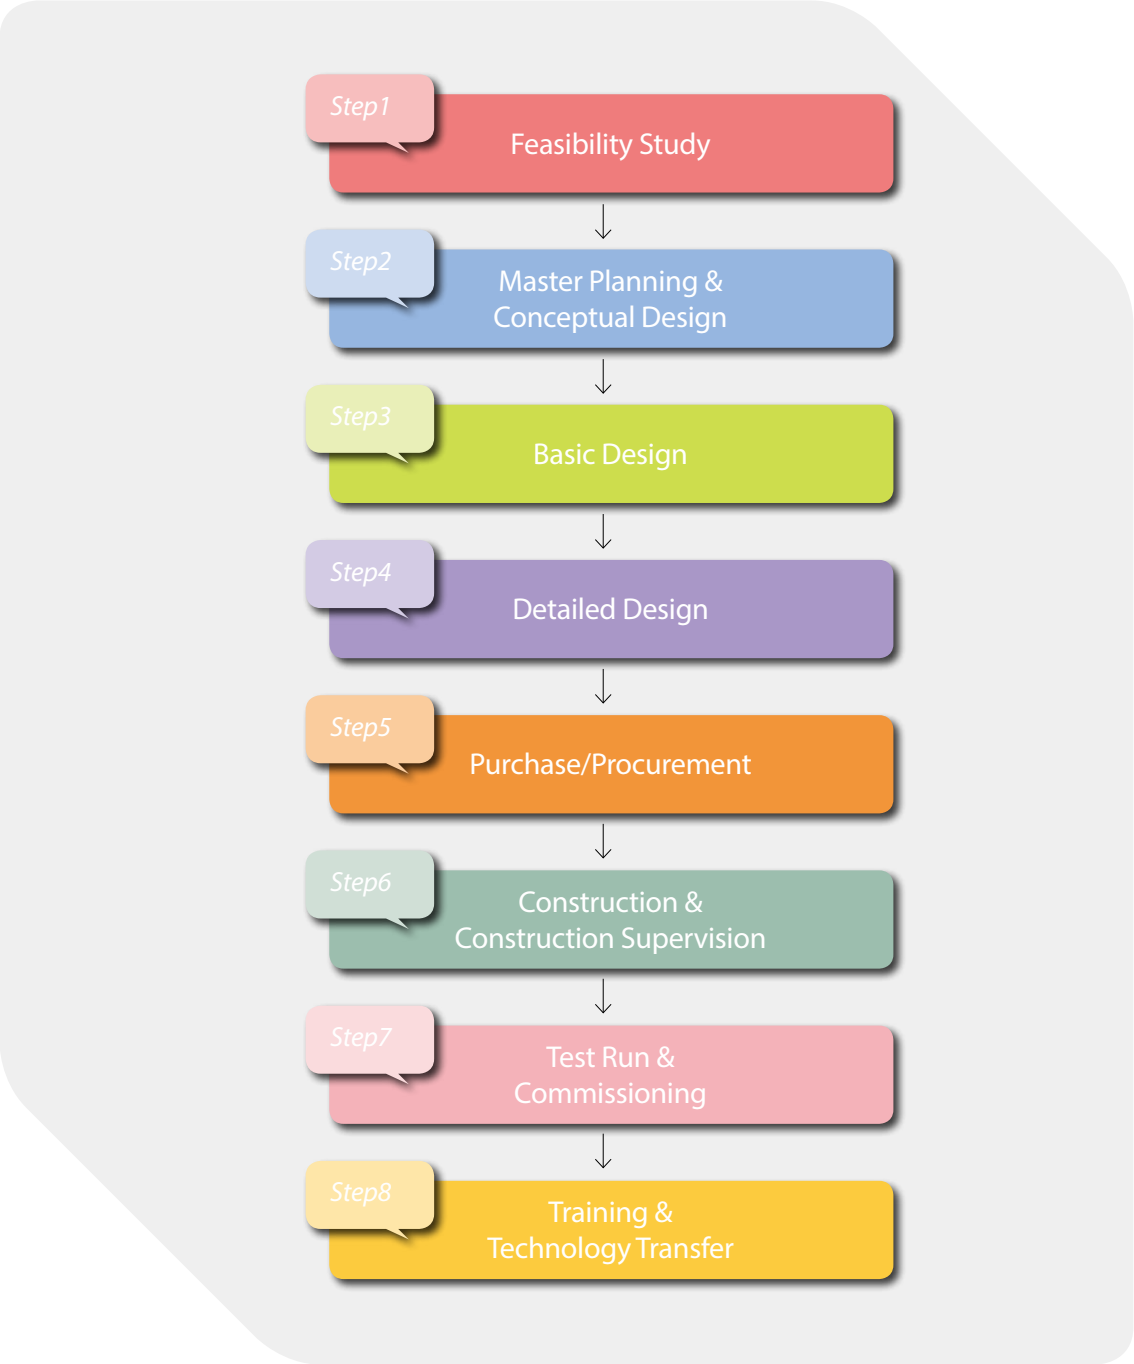 Step1
Feasibility Study
Step2
Master Planning &
Conceptual Design
Step3
Basic Design
Step4
Detailed Design
Step5
Purchase/Procurement
Step6
Construction &
Construction Supervision
Step7
Test Run &
Commissioning
Step8
Training &
Technology Transfer